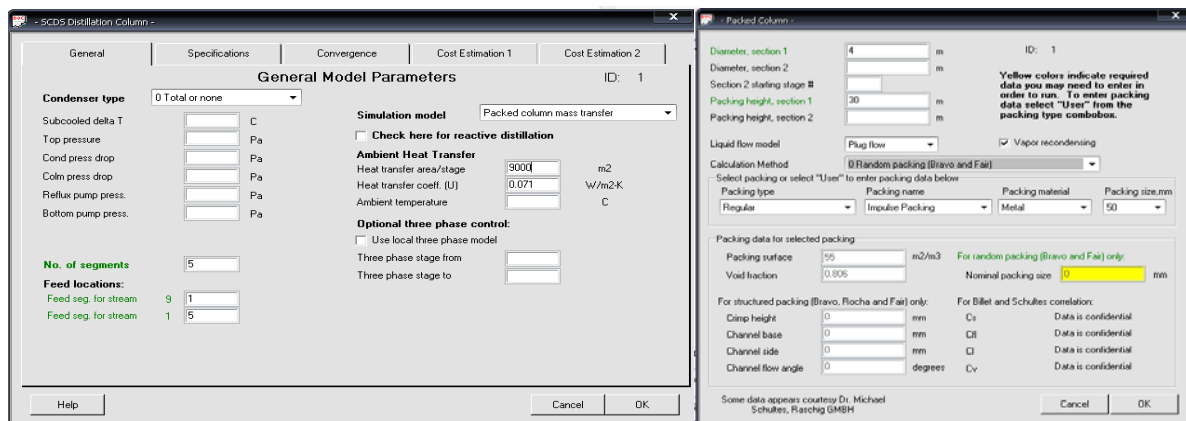 - SCDS Distillation Column -
General Specifications Convergence Cost Estimation 1 Cost Estimation 2
General Model Parameters ID: 1
Condenser type 0 Total or none
Subcooled delta T C
Top pressure Pa
Cond press drop Pa
Colm press drop Pa
Reflux pump press. Pa
Bottom pump press. Pa
No. of segments 5
Feed locations:
Feed seg. for stream 9 1
Feed seg. for stream 1 5
Simulation model Packed column mass transfer
Check here for reactive distillation
Ambient Heat Transfer
Heat transfer area/stage 9000 m2
Heat transfer coeff. (U) 0.071 W/m2-K
Ambient temperature C
Optional three phase control:
Use local three phase model
Three phase stage from
Three phase stage to
Help Cancel OK
- Packed Column -
Diameter, section 1 4 m
Diameter, section 2 m
Section 2 starting stage #
Packing height, section 1 30 m
Packing height, section 2 m
ID: 1
Yellow colors indicate required
data you may need to enter in
order to run. To enter packing
data select "User" from the
packing type combobox.
Liquid flow model Plug flow Vapor recondensing
Calculation Method 0 Random packing (Bravo and Fair)
Select packing or select "User" to enter packing data below
Packing type Packing name Packing material Packing size,mm
Regular Impulse Packing Metal 50
Packing data for selected packing
Packing surface 55 m2/m3
Void fraction 0.806
For random packing (Bravo and Fair) only:
Nominal packing size 0 mm
For structured packing (Bravo, Rocha and Fair) only:
Crimp height 0 mm
Channel base 0 mm
Channel side 0 mm
Channel flow angle 0 degrees
For Billet and Schultes correlation:
Cs Data is confidential
Cfl Data is confidential
Cl Data is confidential
Cv Data is confidential
Some data appears courtesy Dr. Michael
Schultes, Raschig GMBH
Cancel OK